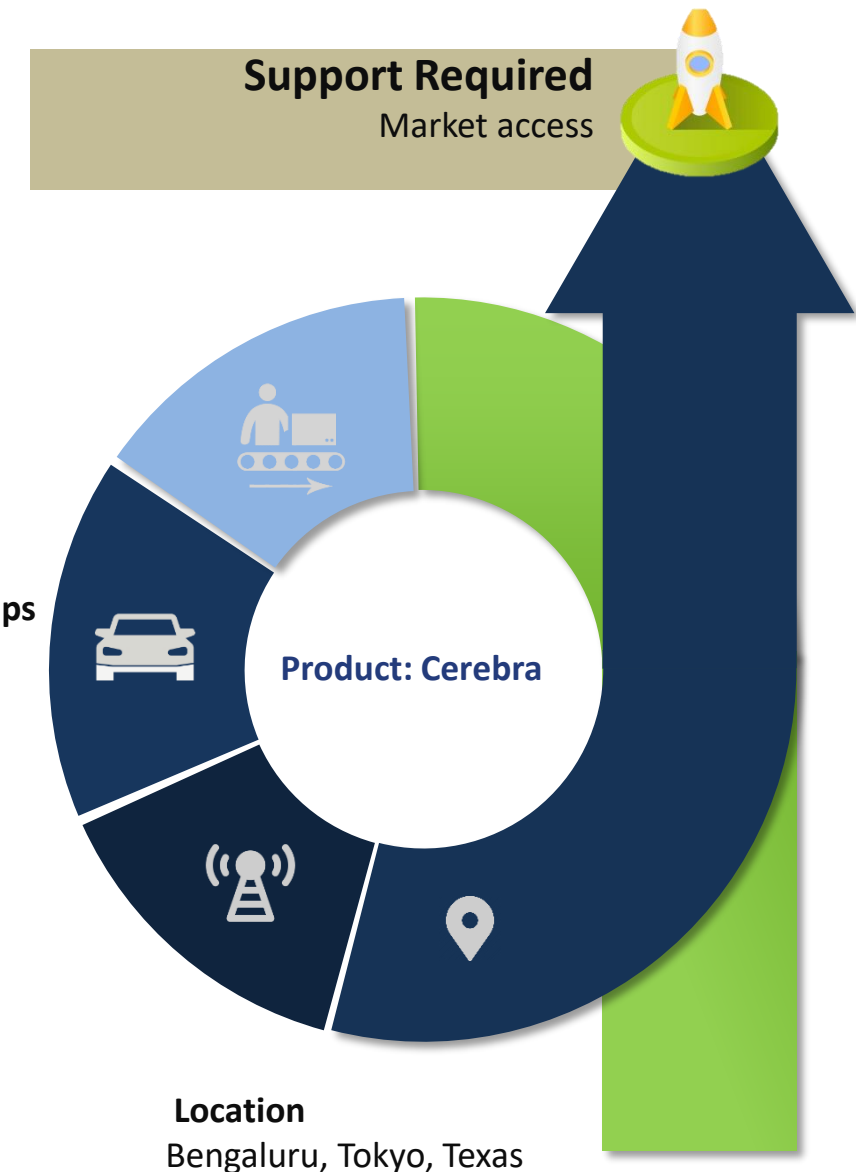 Support Required
Market access
ps
Product: Cerebra
Location
Bengaluru, Tokyo, Texas